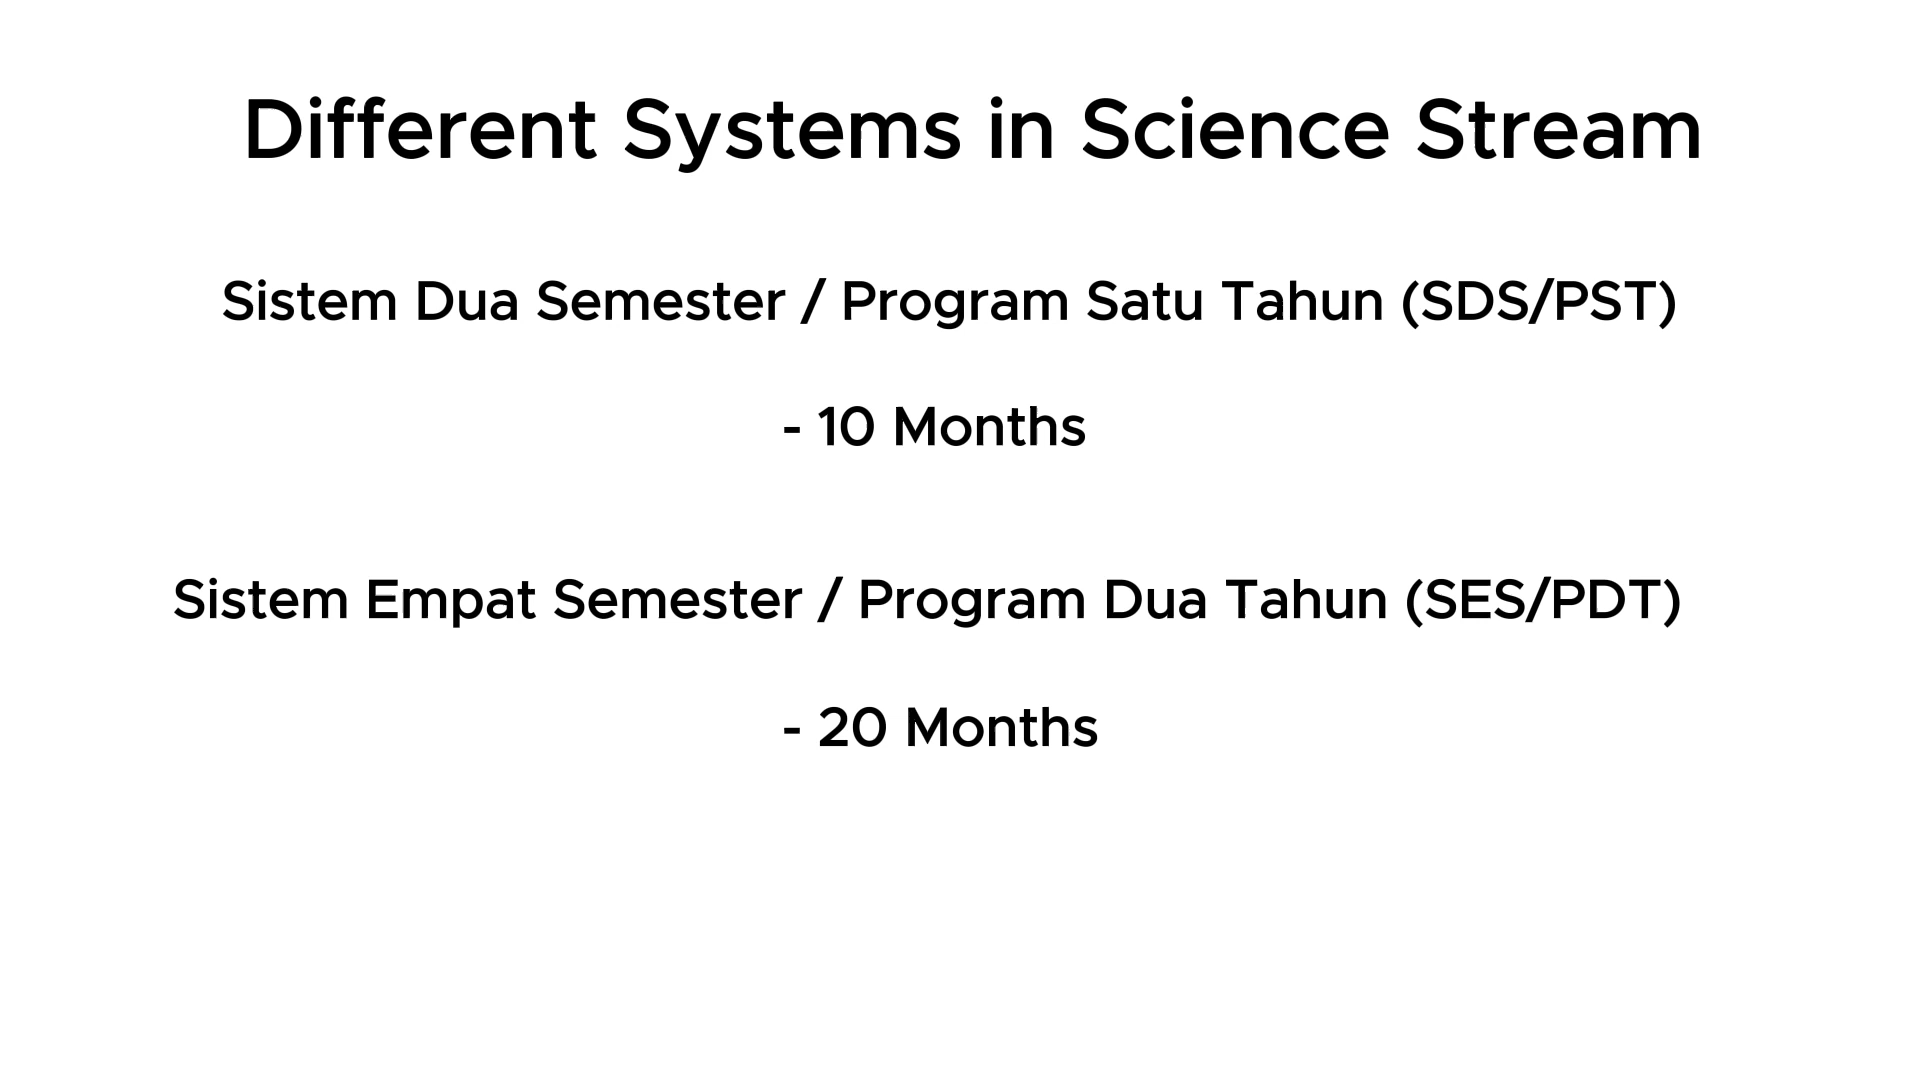 Different Systems in Science Stream
Sistem Dua Semester / Program Satu Tahun (SDS/PST)
- 10 Months
Sistem Empat Semester / Program Dua Tahun (SES/PDT)
- 20 Months